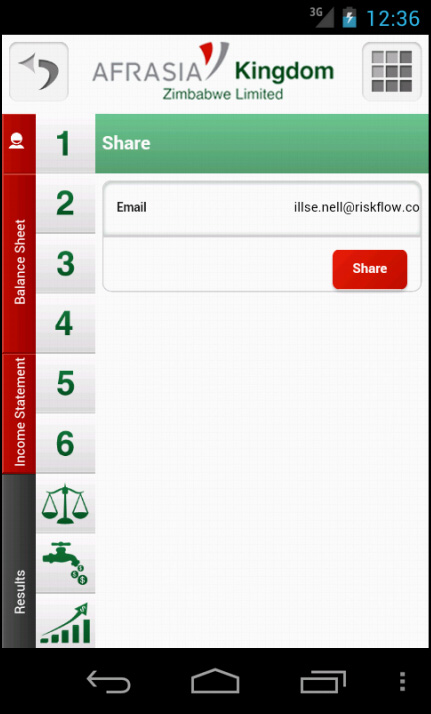 3G 12:36
AFRASIA Kingdom
Zimbabwe Limited
1
Share
2
Email illse.nell@riskflow.co
3
Share
4
5
6
Balance Sheet
Income Statement
Results